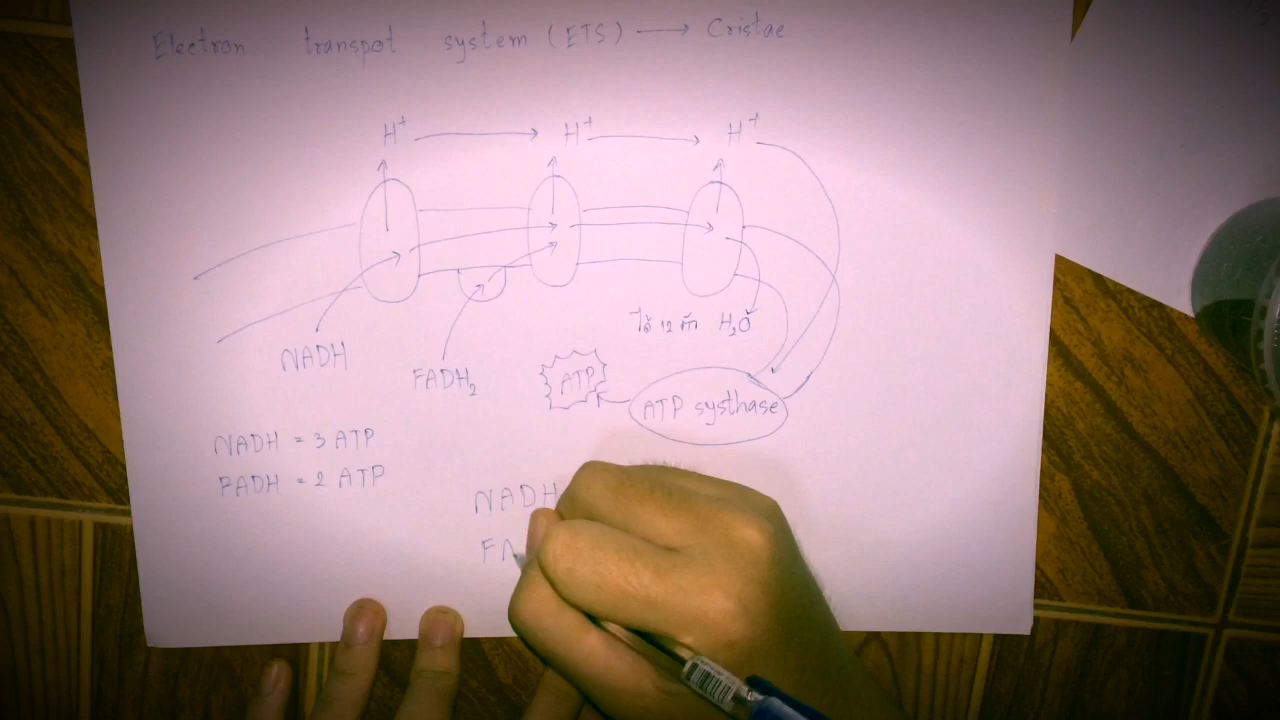 Electron transpot system (ETS) → Cristae
H⁺ → H⁺ → H⁺
ได้ 12 ตัว H₂O
NADH
FADH₂
ATP
ATP systhase
NADH = 3 ATP
FADH = 2 ATP
NADH
FA